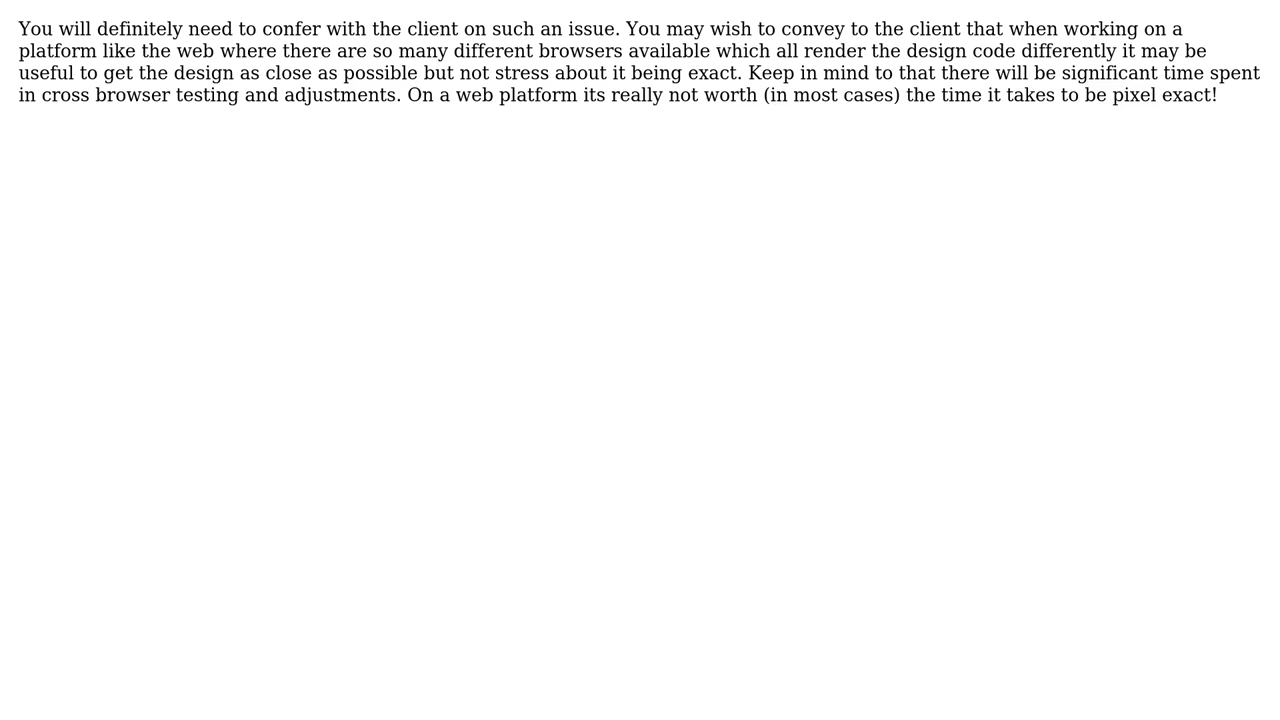 You will definitely need to confer with the client on such an issue. You may wish to convey to the client that when working on a
platform like the web where there are so many different browsers available which all render the design code differently it may be
useful to get the design as close as possible but not stress about it being exact. Keep in mind to that there will be significant time spent
in cross browser testing and adjustments. On a web platform its really not worth (in most cases) the time it takes to be pixel exact!